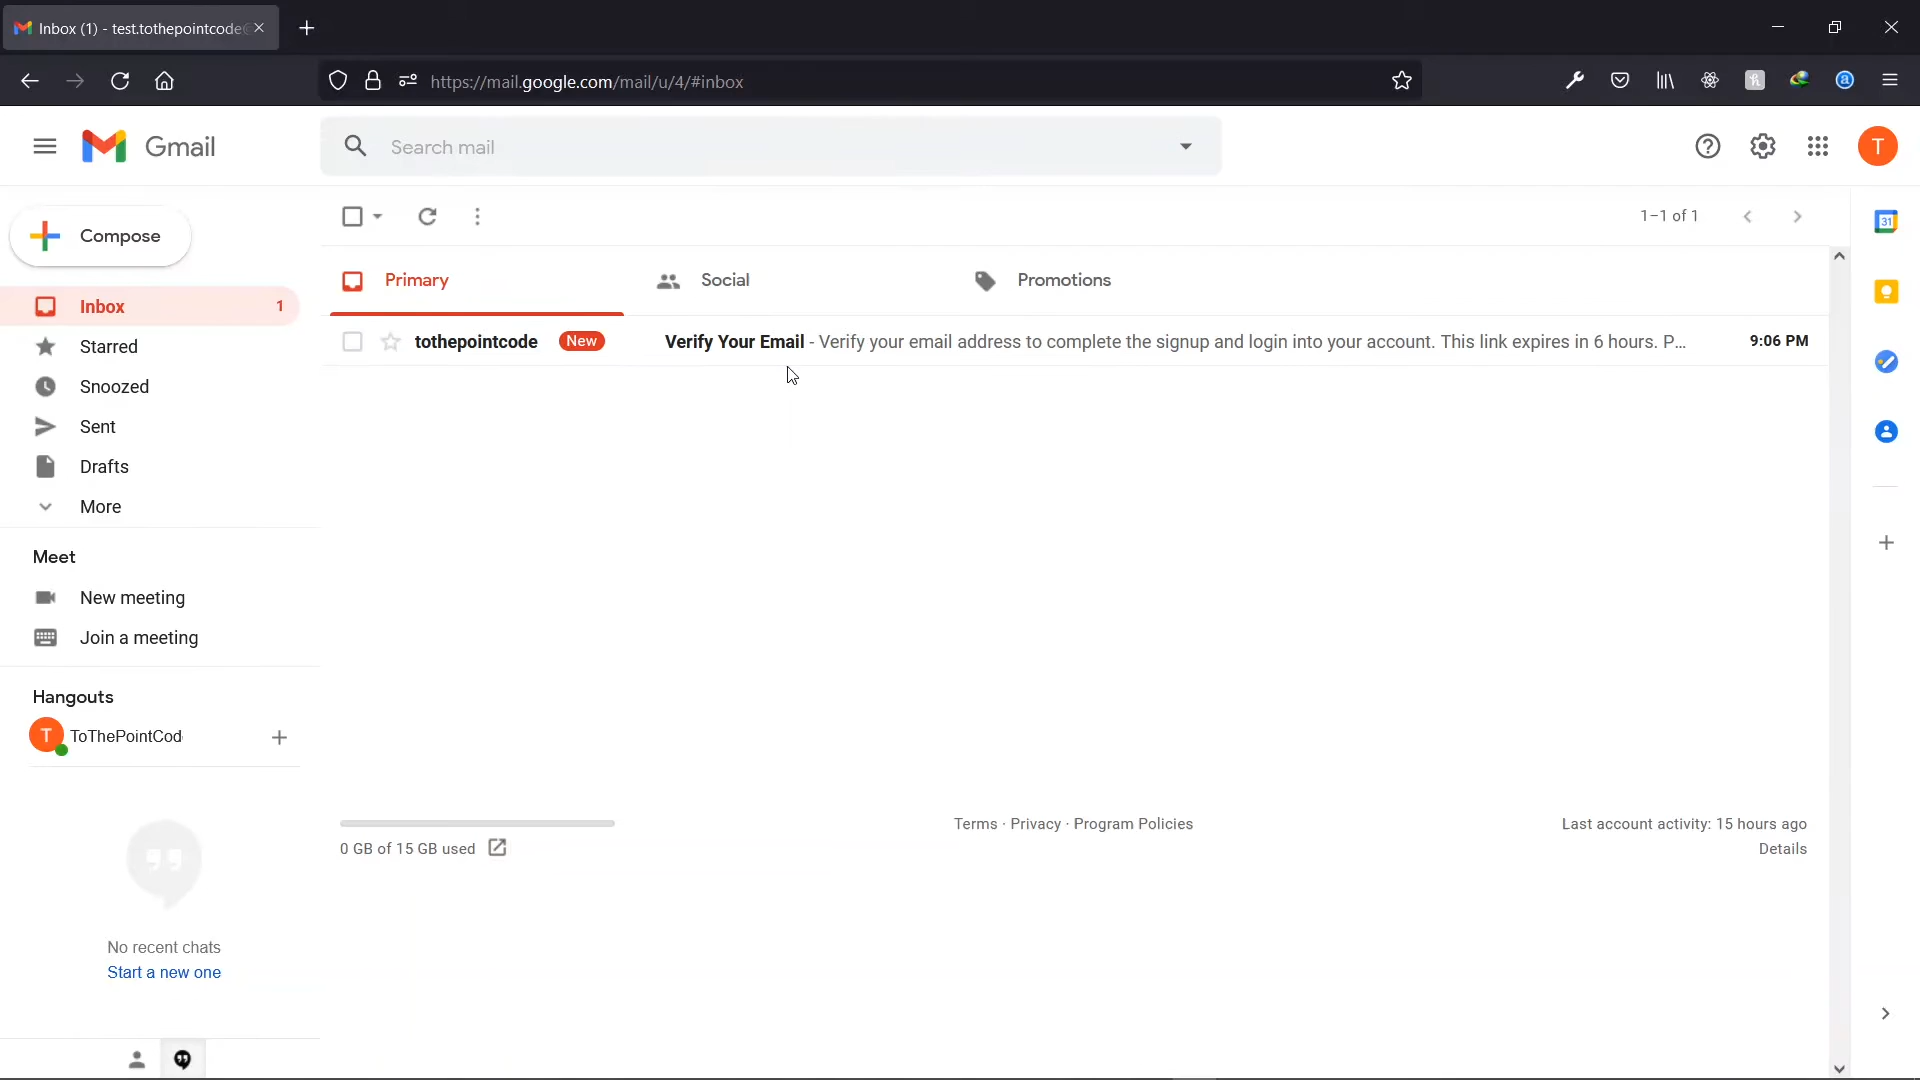 Inbox (1) - test.tothepointcode@
https://mail.google.com/mail/u/4/#inbox
Gmail
Search mail
T
Compose
1–1 of 1
31
Primary
Social
Promotions
Inbox 1
tothepointcode New Verify Your Email - Verify your email address to complete the signup and login into your account. This link expires in 6 hours. P... 9:06 PM
Starred
Snoozed
Sent
Drafts
More
Meet
New meeting
Join a meeting
Hangouts
T ToThePointCod
0 GB of 15 GB used
Terms · Privacy · Program Policies
Last account activity: 15 hours ago
Details
No recent chats
Start a new one